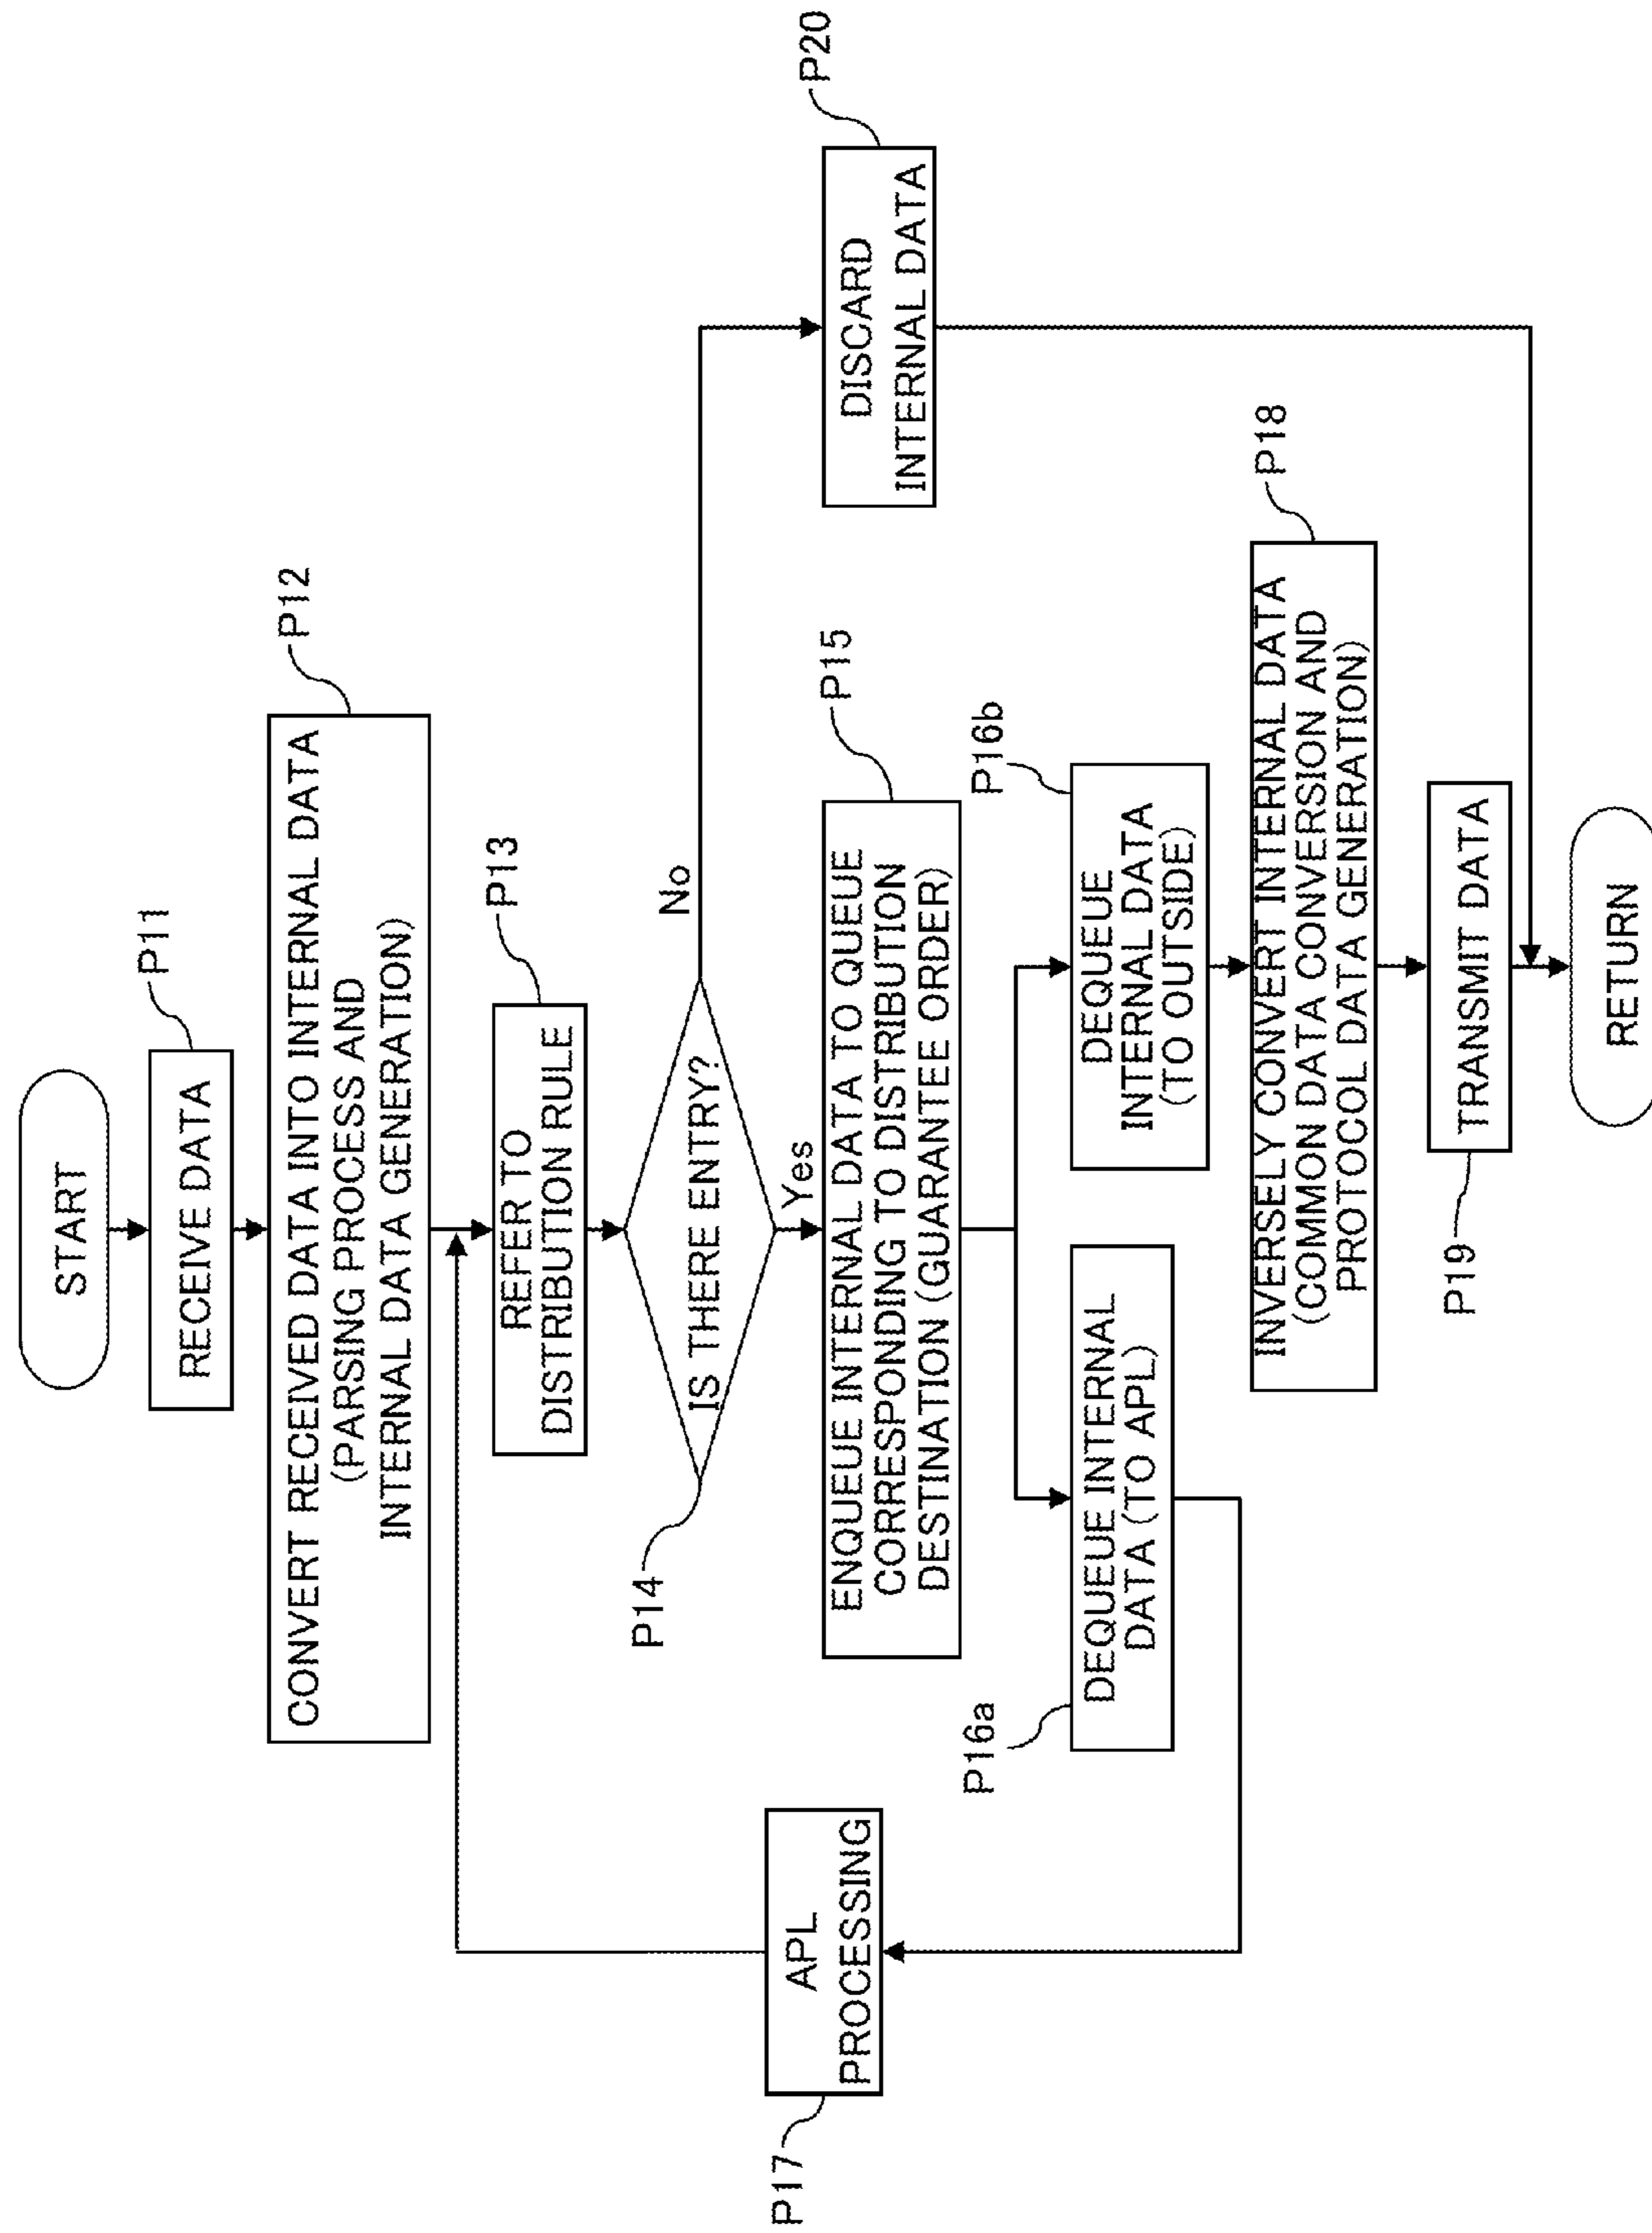 START
RECEIVE DATA
P11
CONVERT RECEIVED DATA INTO INTERNAL DATA
(PARSING PROCESS AND
INTERNAL DATA GENERATION)
P12
REFER TO
DISTRIBUTION RULE
P13
IS THERE ENTRY?
P14
No
Yes
ENQUEUE INTERNAL DATA TO QUEUE
CORRESPONDING TO DISTRIBUTION
DESTINATION (GUARANTEE ORDER)
P15
DISCARD
INTERNAL DATA
P20
APL
PROCESSING
P17
DEQUEUE INTERNAL
DATA (TO APL)
P16a
DEQUEUE
INTERNAL DATA
(TO OUTSIDE)
P16b
INVERSELY CONVERT INTERNAL DATA
(COMMON DATA CONVERSION AND
PROTOCOL DATA GENERATION)
P18
TRANSMIT DATA
P19
RETURN